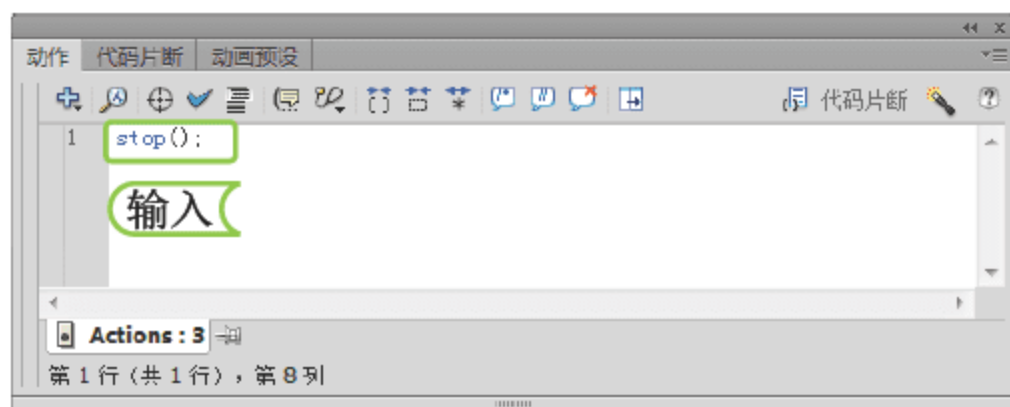 动作 代码片断 动画预设
代码片断
1 stop();
输入
Actions : 3
第 1 行 (共 1 行) , 第 8 列